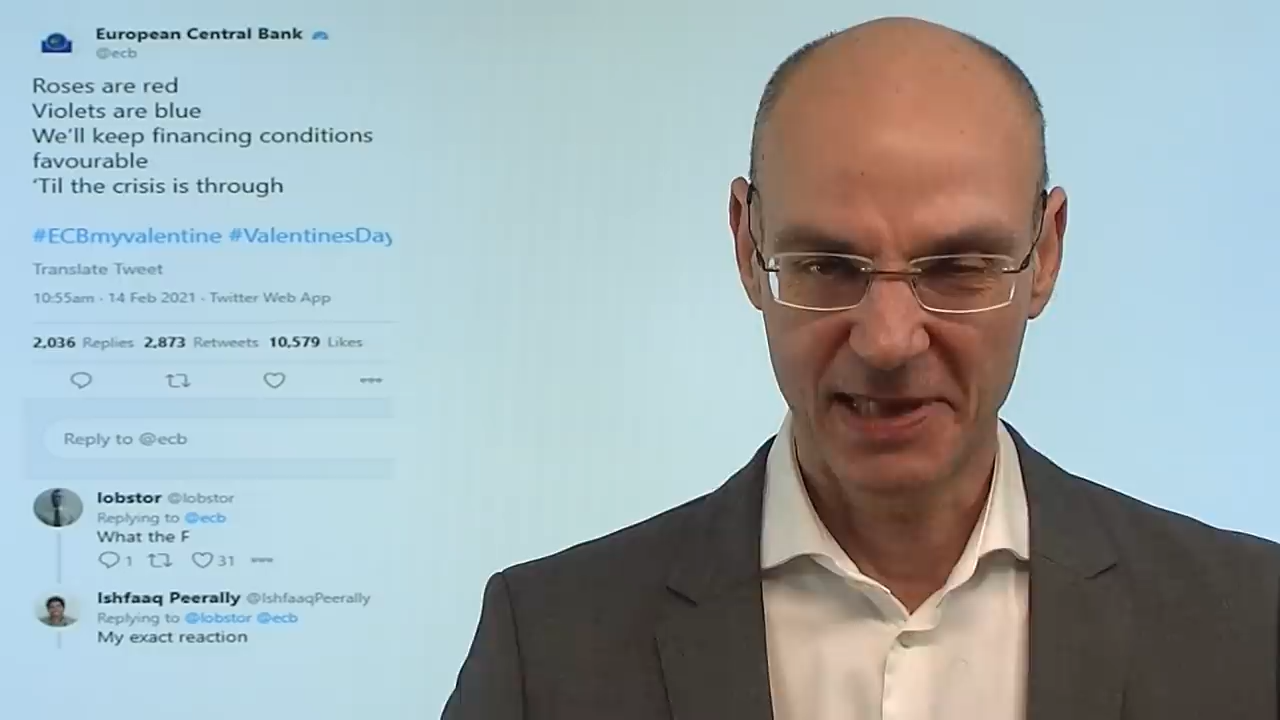 European Central Bank
@ecb
Roses are red
Violets are blue
We'll keep financing conditions
favourable
'Til the crisis is through
#ECBmyvalentine #ValentinesDay
Translate Tweet
10:55am · 14 Feb 2021 · Twitter Web App
2,036 Replies 2,873 Retweets 10,579 Likes
Reply to @ecb
lobstor @lobstor
Replying to @ecb
What the F
1 31
Ishfaaq Peerally @IshfaaqPeerally
Replying to @lobstor @ecb
My exact reaction